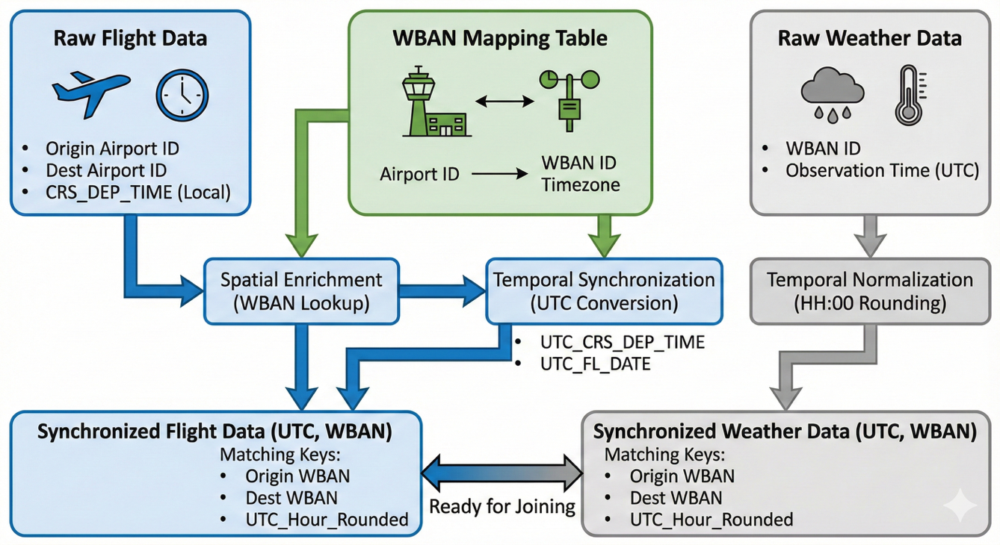 Raw Flight Data
• Origin Airport ID
• Dest Airport ID
• CRS_DEP_TIME (Local)
WBAN Mapping Table
Airport ID
WBAN ID
Timezone
Raw Weather Data
• WBAN ID
• Observation Time (UTC)
Spatial Enrichment
(WBAN Lookup)
Temporal Synchronization
(UTC Conversion)
• UTC_CRS_DEP_TIME
• UTC_FL_DATE
Temporal Normalization
(HH:00 Rounding)
Synchronized Flight Data (UTC, WBAN)
Matching Keys:
• Origin WBAN
• Dest WBAN
• UTC_Hour_Rounded
Ready for Joining
Synchronized Weather Data (UTC, WBAN)
Matching Keys:
• Origin WBAN
• Dest WBAN
• UTC_Hour_Rounded